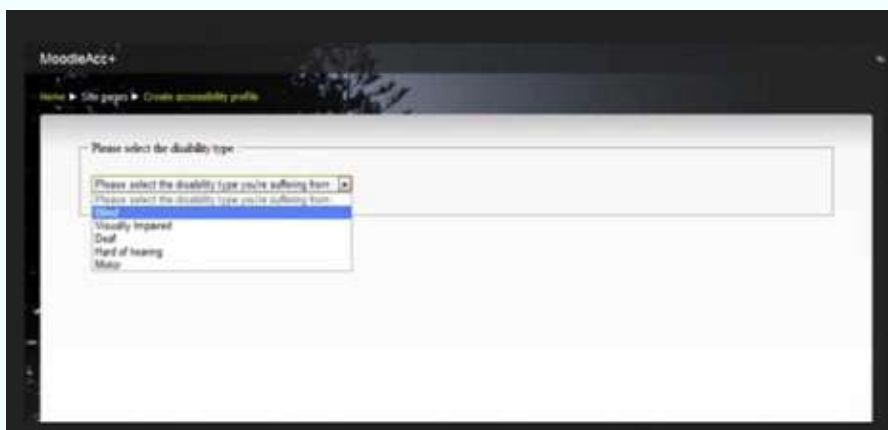 MoodleAcc+
Home ► Site pages ► Create accessibility profile
Please select the disability type
Please select the disability type you're suffering from
Please select the disability type you're suffering from
Blind
Visually Impaired
Deaf
Hard of hearing
Motor